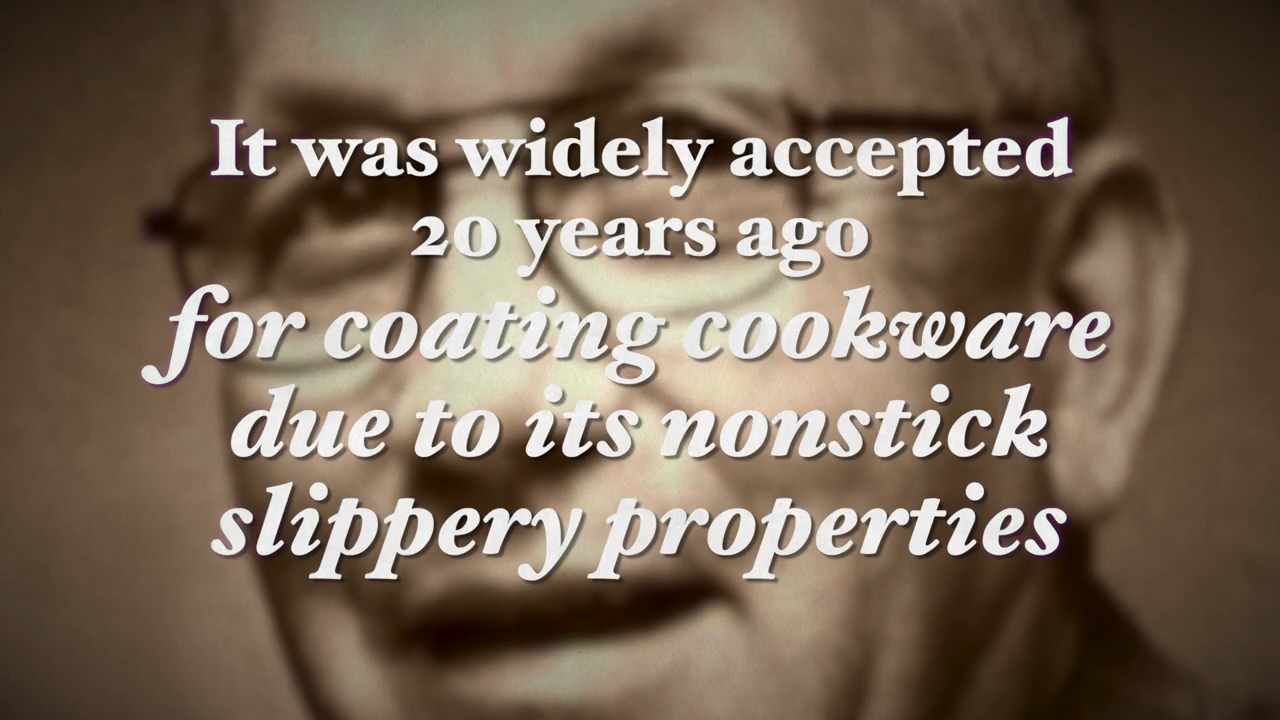 It was widely accepted
20 years ago
for coating cookware
due to its nonstick
slippery properties